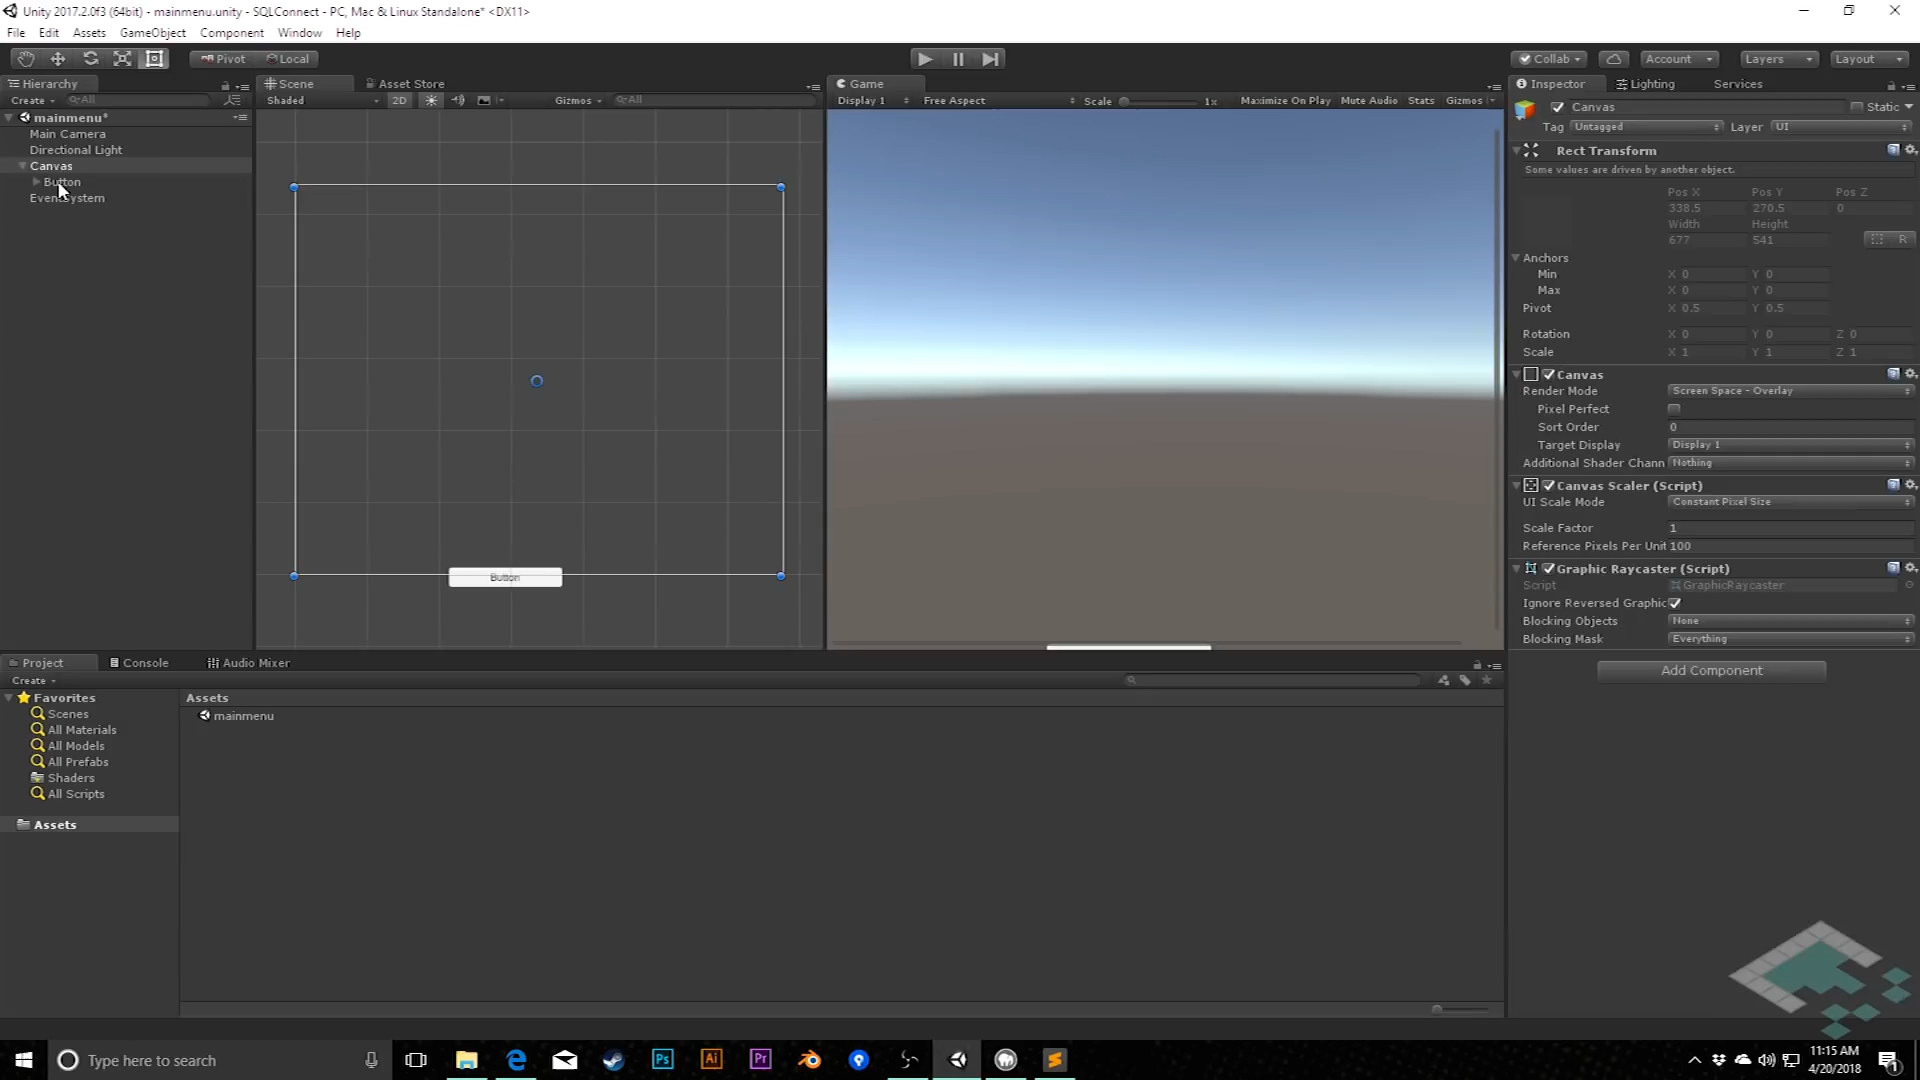 Unity 2017.2.0f3 (64bit) - mainmenu.unity - SQLConnect - PC, Mac & Linux Standalone* <DX11>
File Edit Assets GameObject Component Window Help
Pivot Local Collab Account Layers Layout
Hierarchy Scene Asset Store Game Inspector Lighting Services
Create All Shaded 2D Gizmos All Display 1 Free Aspect Scale 1x Maximize On Play Mute Audio Stats Gizmos Canvas Static
mainmenu*
Tag Untagged Layer UI
Main Camera
Directional Light Rect Transform
Canvas Some values are driven by another object.
Button
EventSystem
Pos X Pos Y Pos Z
338.5 270.5 0
Width Height
677 541 R
Anchors
Min X 0 Y 0
Max X 0 Y 0
Pivot X 0.5 Y 0.5
Rotation X 0 Y 0 Z 0
Scale X 1 Y 1 Z 1
Canvas
Render Mode Screen Space - Overlay
Pixel Perfect
Sort Order 0
Target Display Display 1
Additional Shader Chann Nothing
Canvas Scaler (Script)
UI Scale Mode Constant Pixel Size
Scale Factor 1
Reference Pixels Per Unit 100
Graphic Raycaster (Script)
Button
Script GraphicRaycaster
Ignore Reversed Graphic
Blocking Objects None
Blocking Mask Everything
Add Component
Project Console Audio Mixer
Create
Favorites Assets
Scenes mainmenu
All Materials
All Models
All Prefabs
Shaders
All Scripts
Assets
Type here to search Ps Ai Pr
11:15 AM
4/20/2018
1